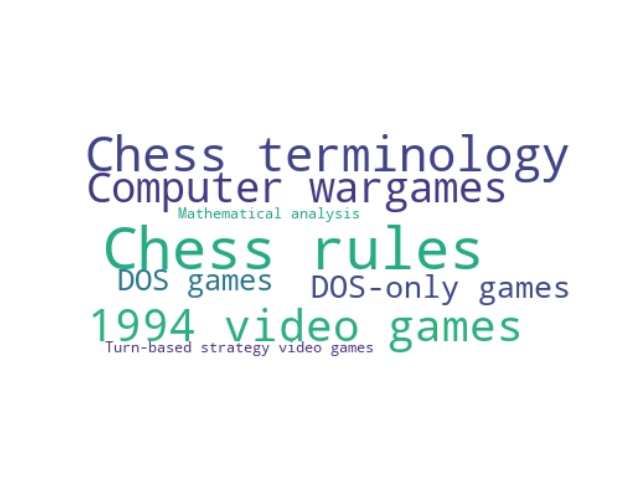 Chess terminology
Computer wargames
Mathematical analysis
Chess rules
DOS games
DOS-only games
1994 video games
Turn-based strategy video games